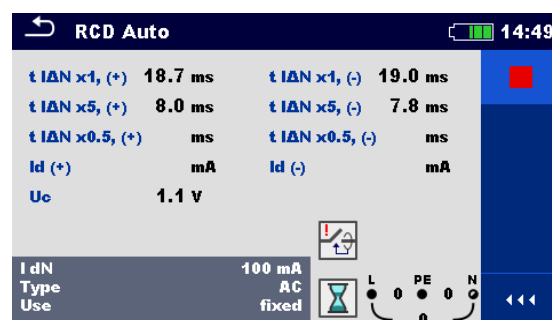 RCD Auto 14:49
t IΔN x1, (+) 18.7 ms t IΔN x1, (-) 19.0 ms
t IΔN x5, (+) 8.0 ms t IΔN x5, (-) 7.8 ms
t IΔN x0.5, (+) ms t IΔN x0.5, (-) ms
Id (+) mA Id (-) mA
Uc 1.1 V
I dN 100 mA
Type AC
Use fixed
L PE N
0 0
0